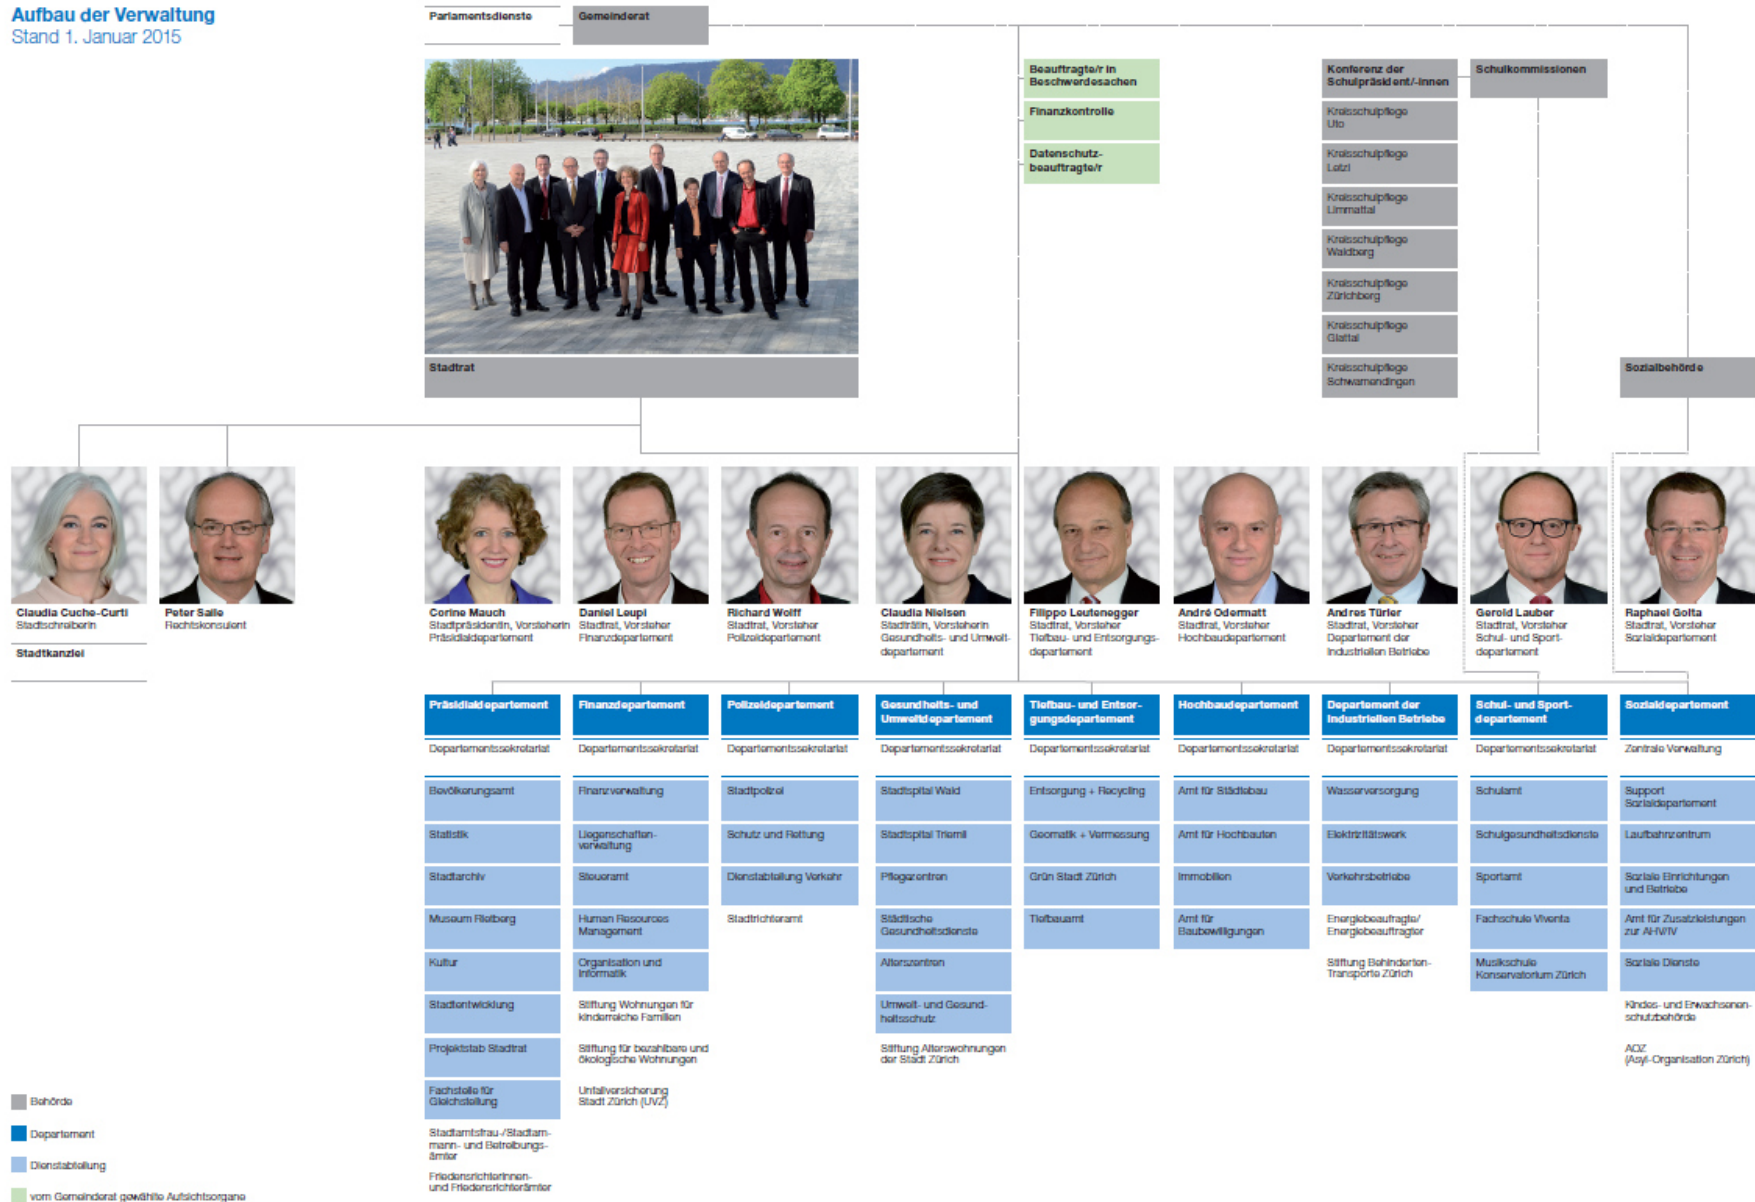 Aufbau der Verwaltung
Stand 1. Januar 2015
Parlamentsdienste
Gemeinderat
Beauftragte/r in
Beschwerdesachen
Finanzkontrolle
Datenschutz-
beauftragte/r
Konferenz der
Schulpräsident/-innen
Schulkommissionen
Kreisschulpflege
Uto
Kreisschulpflege
Letzi
Kreisschulpflege
Limmattal
Kreisschulpflege
Waidberg
Kreisschulpflege
Zürichberg
Kreisschulpflege
Glattal
Kreisschulpflege
Schwamendingen
Stadtrat
Sozialbehörde
Claudia Cuche-Curti
Stadtschreiberin
Stadtkanzlei
Peter Saile
Rechtskonsulent
Corine Mauch
Stadtpräsidentin, Vorsteherin
Präsidialdepartement
Daniel Leupi
Stadtrat, Vorsteher
Finanzdepartement
Richard Wolff
Stadtrat, Vorsteher
Polizeidepartement
Claudia Nielsen
Stadträtin, Vorsteherin
Gesundheits- und Umwelt-
departement
Filippo Leutenegger
Stadtrat, Vorsteher
Tiefbau- und Entsorgungs-
departement
André Odermatt
Stadtrat, Vorsteher
Hochbaudepartement
Andres Türler
Stadtrat, Vorsteher
Departement der
Industriellen Betriebe
Gerold Lauber
Stadtrat, Vorsteher
Schul- und Sport-
departement
Raphael Golta
Stadtrat, Vorsteher
Sozialdepartement
Präsidialdepartement
Departementssekretariat
Bevölkerungsamt
Statistik
Stadtarchiv
Museum Rietberg
Kultur
Stadtentwicklung
Projektstab Stadtrat
Fachstelle für
Gleichstellung
Stadtamtsfrau-/Stadtam-
mann- und Betreibungs-
ämter
Friedensrichterinnen-
und Friedensrichterämter
Finanzdepartement
Departementssekretariat
Finanzverwaltung
Liegenschaften-
verwaltung
Steueramt
Human Resources
Management
Organisation und
Informatik
Stiftung Wohnungen für
kinderreiche Familien
Stiftung für bezahlbare und
ökologische Wohnungen
Unfallversicherung
Stadt Zürich (UVZ)
Polizeidepartement
Departementssekretariat
Stadtpolizei
Schutz und Rettung
Dienstabteilung Verkehr
Stadtrichteramt
Gesundheits- und
Umweltdepartement
Departementssekretariat
Stadtspital Waid
Stadtspital Triemli
Pflegezentren
Städtische
Gesundheitsdienste
Alterszentren
Umwelt- und Gesund-
heitsschutz
Stiftung Alterswohnungen
der Stadt Zürich
Tiefbau- und Entsor-
gungsdepartement
Departementssekretariat
Entsorgung + Recycling
Geomatik + Vermessung
Grün Stadt Zürich
Tiefbauamt
Hochbaudepartement
Departementssekretariat
Amt für Städtebau
Amt für Hochbauten
Immobilien
Amt für
Baubewilligungen
Departement der
Industriellen Betriebe
Departementssekretariat
Wasserversorgung
Elektrizitätswerk
Verkehrsbetriebe
Energiebeauftragte/
Energiebeauftragter
Stiftung Behinderten-
Transporte Zürich
Schul- und Sport-
departement
Departementssekretariat
Schulamt
Schulgesundheitsdienste
Sportamt
Fachschule Viventa
Musikschule
Konservatorium Zürich
Sozialdepartement
Zentrale Verwaltung
Support
Sozialdepartement
Laufbahnzentrum
Soziale Einrichtungen
und Betriebe
Amt für Zusatzleistungen
zur AHV/IV
Soziale Dienste
Kindes- und Erwachsenen-
schutzbehörde
AOZ
(Asyl-Organisation Zürich)
Behörde
Departement
Dienstabteilung
vom Gemeinderat gewählte Aufsichtsorgane